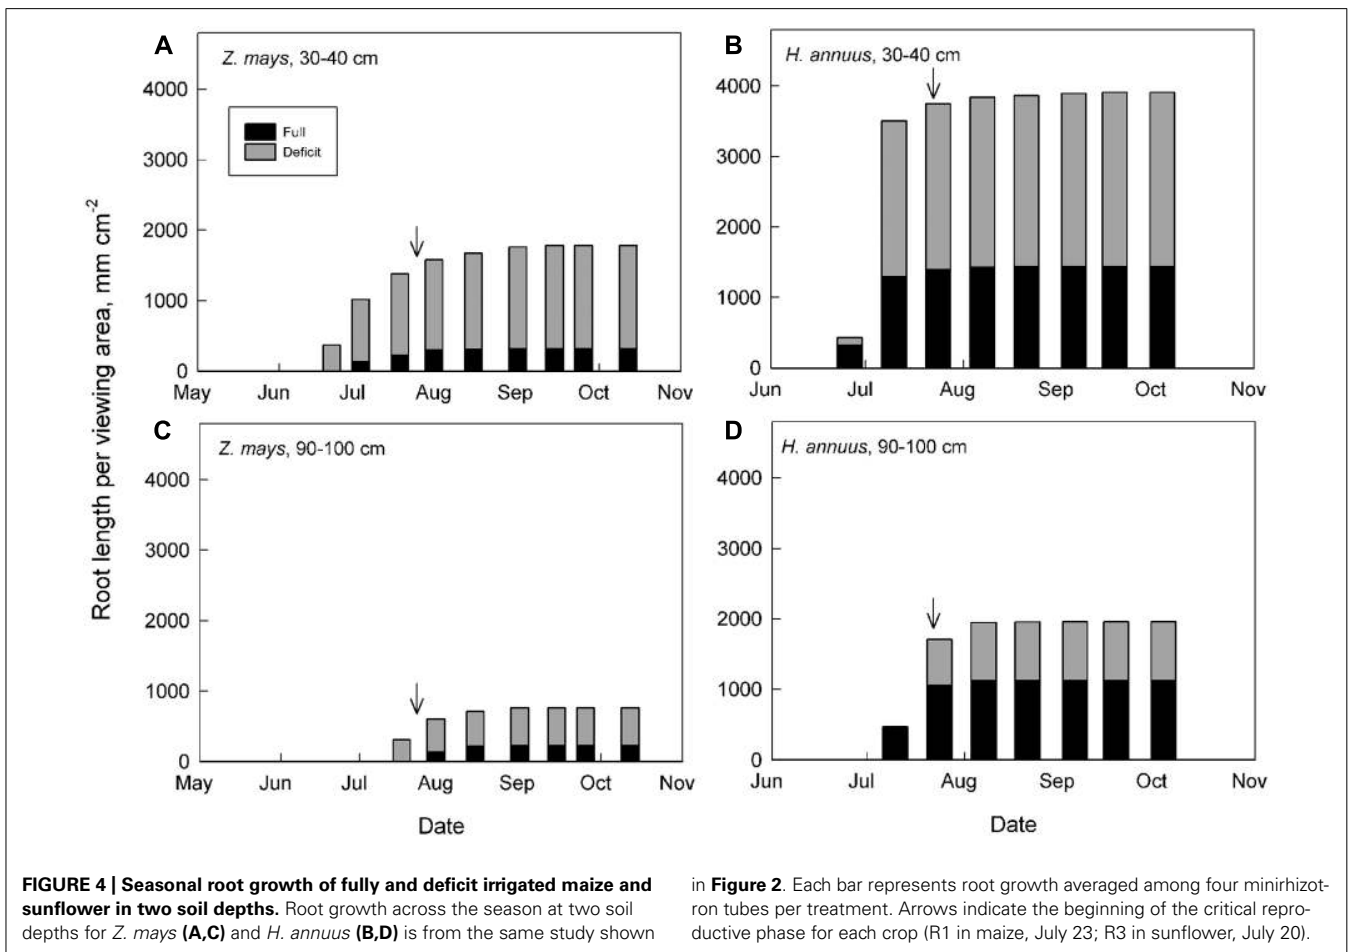 A
Z. mays, 30-40 cm
4000
3000
2000
1000
0
Full
Deficit
May Jun Jul Aug Sep Oct Nov
B
H. annuus, 30-40 cm
4000
3000
2000
1000
0
Jun Jul Aug Sep Oct Nov
Root length per viewing area, mm cm-2
C
Z. mays, 90-100 cm
4000
3000
2000
1000
0
May Jun Jul Aug Sep Oct Nov
Date
D
H. annuus, 90-100 cm
4000
3000
2000
1000
0
Jun Jul Aug Sep Oct Nov
Date
FIGURE 4 | Seasonal root growth of fully and deficit irrigated maize and
sunflower in two soil depths. Root growth across the season at two soil
depths for Z. mays (A,C) and H. annuus (B,D) is from the same study shown
in Figure 2. Each bar represents root growth averaged among four minirhizot-
ron tubes per treatment. Arrows indicate the beginning of the critical repro-
ductive phase for each crop (R1 in maize, July 23; R3 in sunflower, July 20).